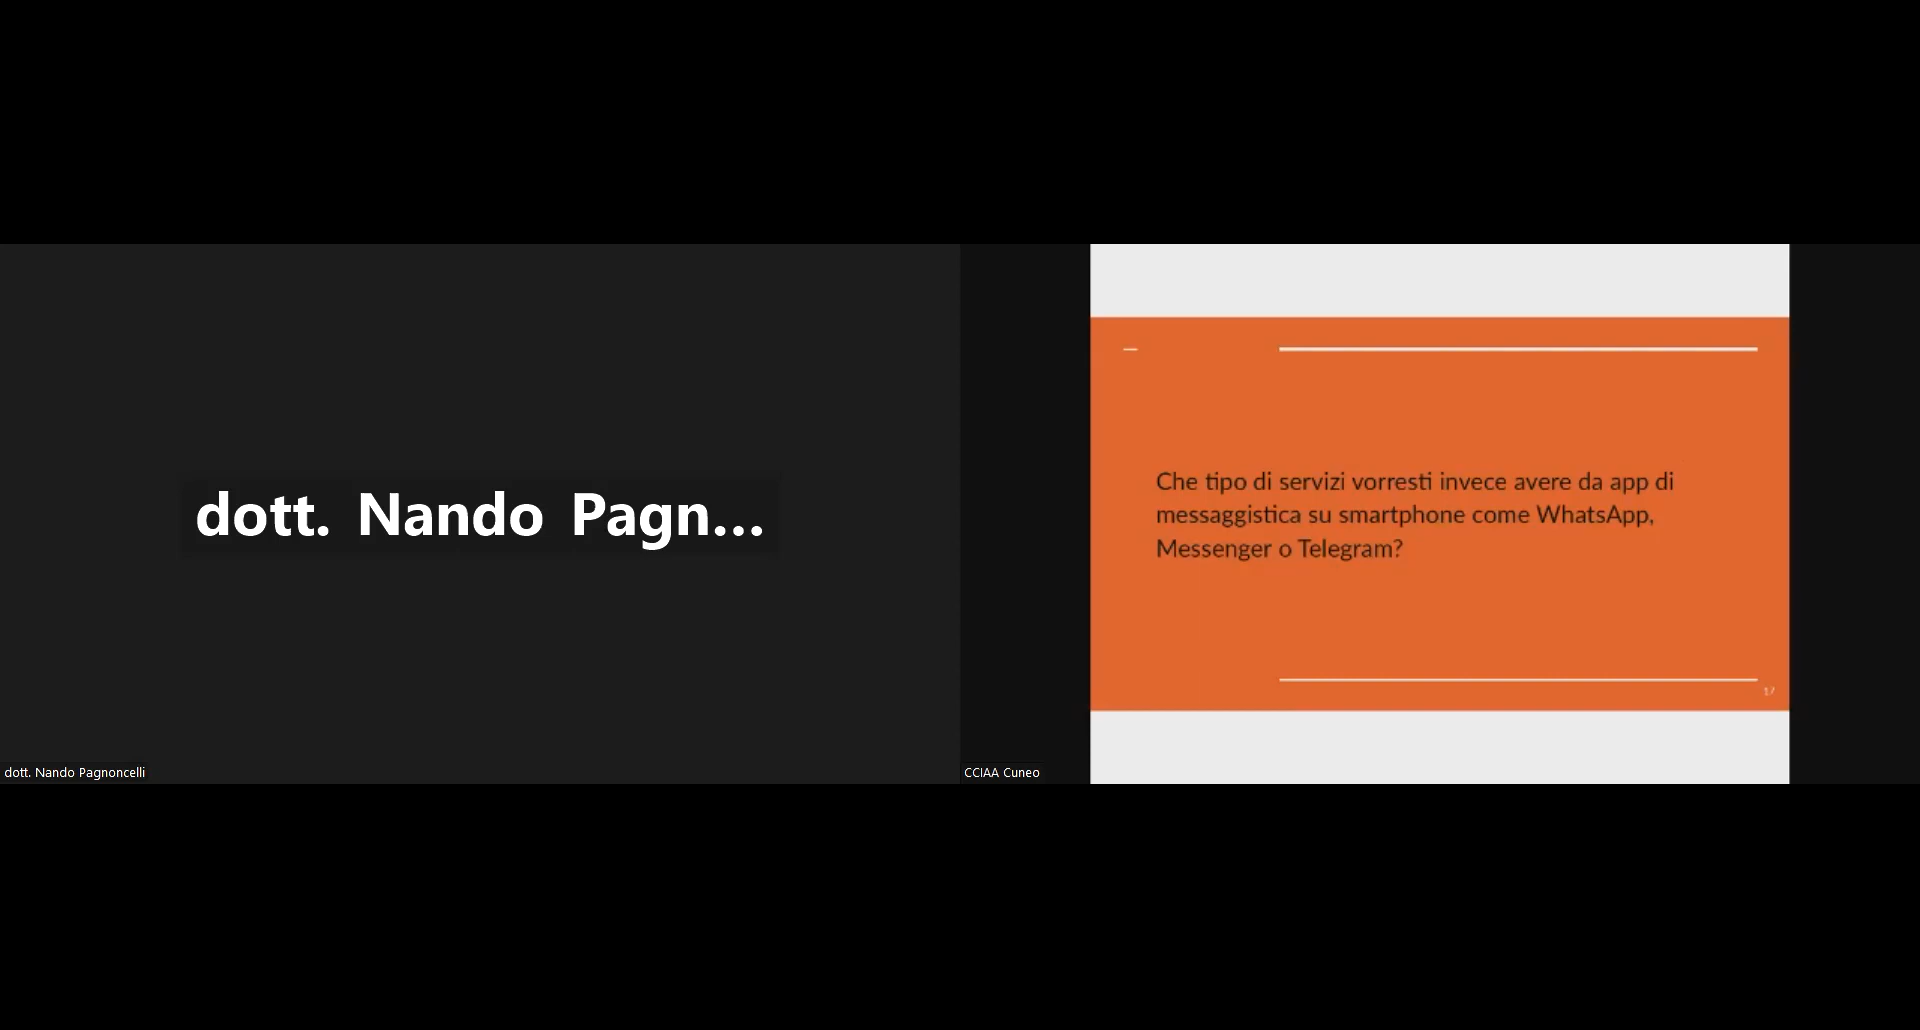 dott. Nando Pagn...
dott. Nando Pagnoncelli
Che tipo di servizi vorresti invece avere da app di
messaggistica su smartphone come WhatsApp,
Messenger o Telegram?
17
CCIAA Cuneo